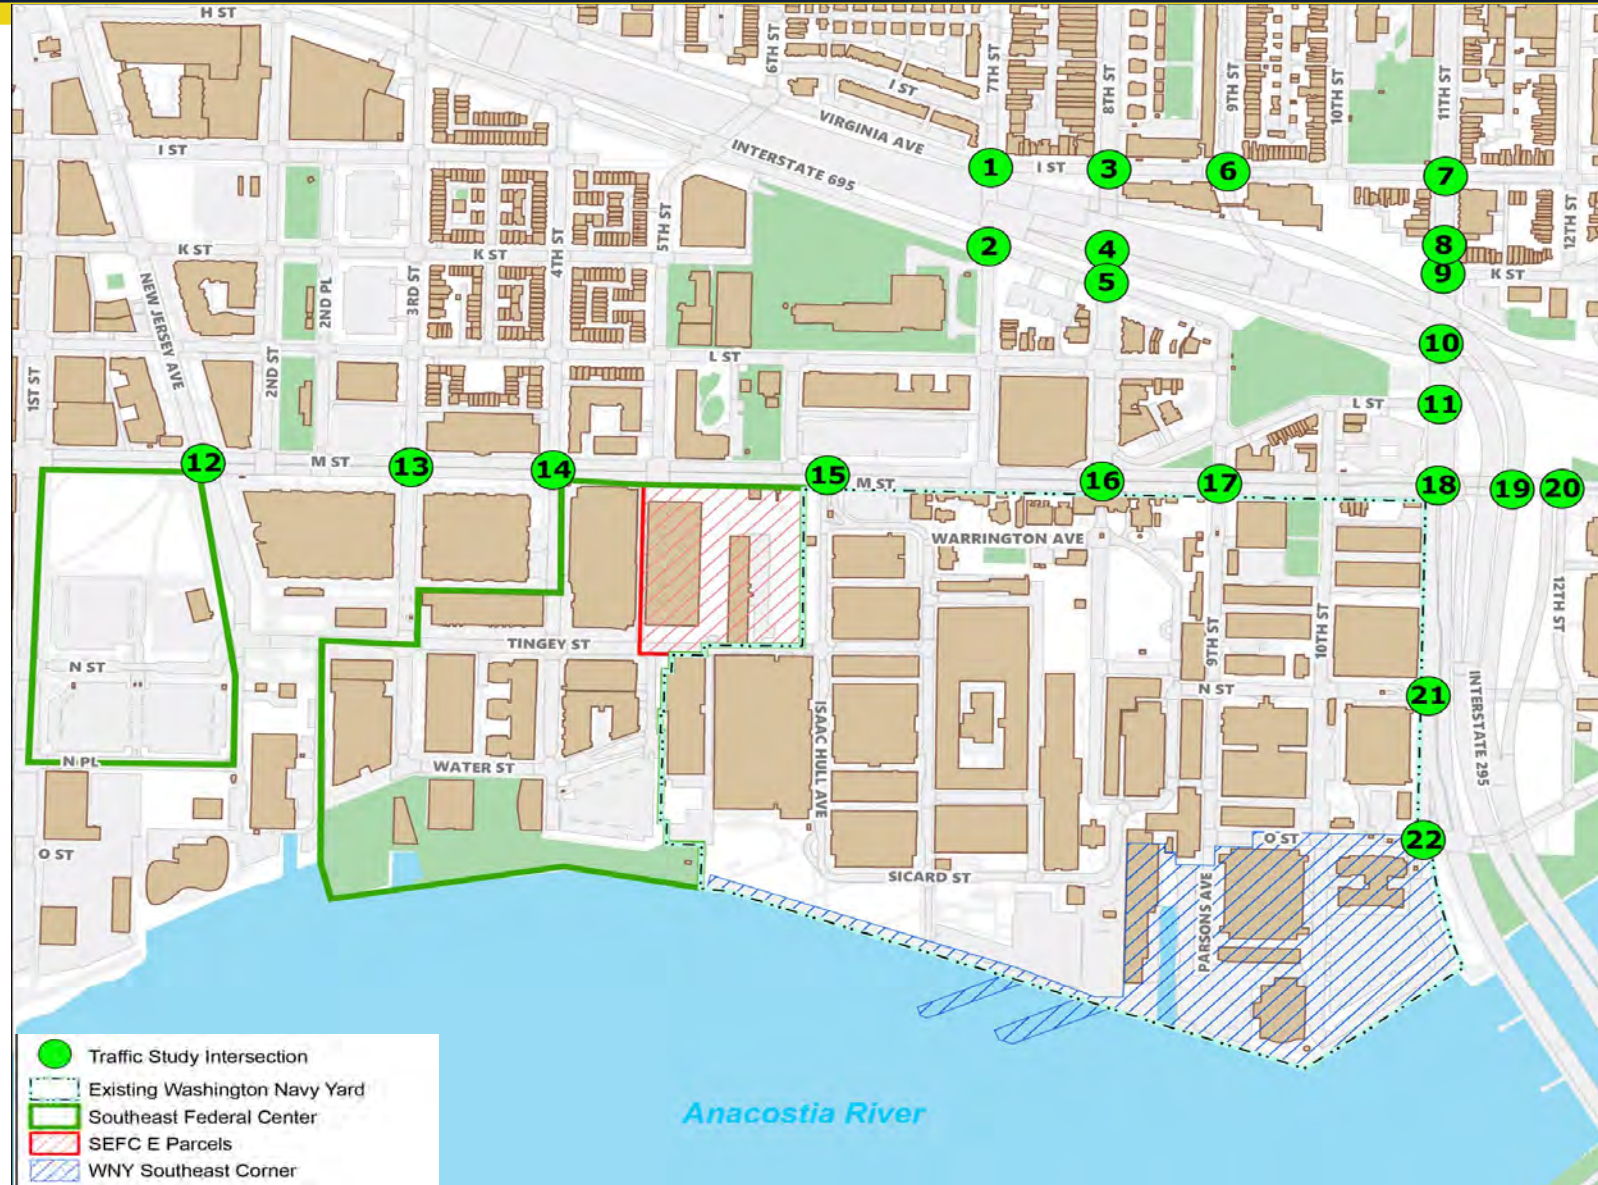 H ST
6TH ST
7TH ST
8TH ST
9TH ST
10TH ST
11TH ST
I ST
VIRGINIA AVE
I ST
INTERSTATE 695
1
I ST
3
6
7
12TH ST
K ST
K ST
4TH ST
5TH ST
2
4
5
8
9
K ST
NEW JERSEY AVE
2ND PL
3RD ST
10
1ST ST
2ND ST
L ST
L ST
11
12
M ST
13
14
15
M ST
16
17
18
19
20
WARRINGTON AVE
12TH ST
TINGEY ST
N ST
9TH ST
10TH ST
N ST
21
INTERSTATE 295
ISAAC HULL AVE
N PL
WATER ST
O ST
O ST
22
SICARD ST
PARSONS AVE
Traffic Study Intersection
Existing Washington Navy Yard
Southeast Federal Center
SEFC E Parcels
WNY Southeast Corner
Anacostia River